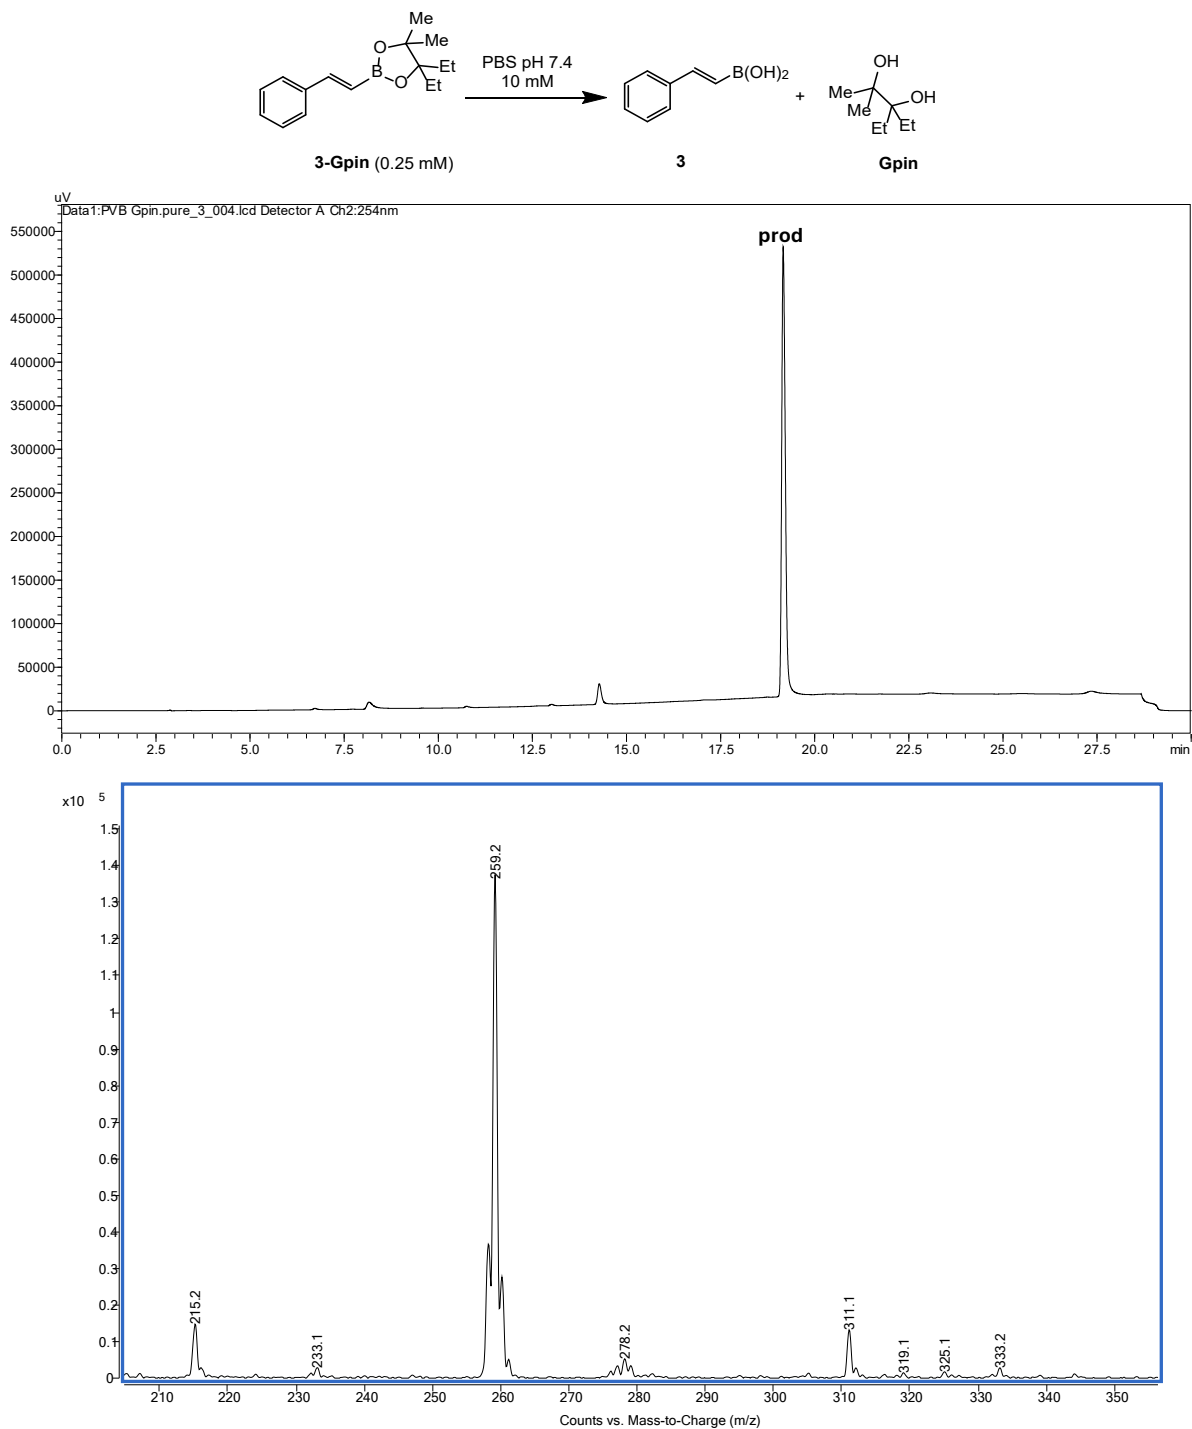 Me
O
Me
B
O
Et
Et
PBS pH 7.4
10 mM
B(OH)2
+
OH
Me
Me
OH
Et
Et
3-Gpin (0.25 mM)
3
Gpin
uV
Data1:PVB Gpin.pure_3_004.lcd Detector A Ch2:254nm
prod
550000
500000
450000
400000
350000
300000
250000
200000
150000
100000
50000
0
0.0 2.5 5.0 7.5 10.0 12.5 15.0 17.5 20.0 22.5 25.0 27.5 min
x10 5
1.5
1.4
1.3
1.2
1.1
1
0.9
0.8
0.7
0.6
0.5
0.4
0.3
0.2
0.1
0
215.2
233.1
259.2
278.2
311.1
319.1
325.1
333.2
210 220 230 240 250 260 270 280 290 300 310 320 330 340 350
Counts vs. Mass-to-Charge (m/z)